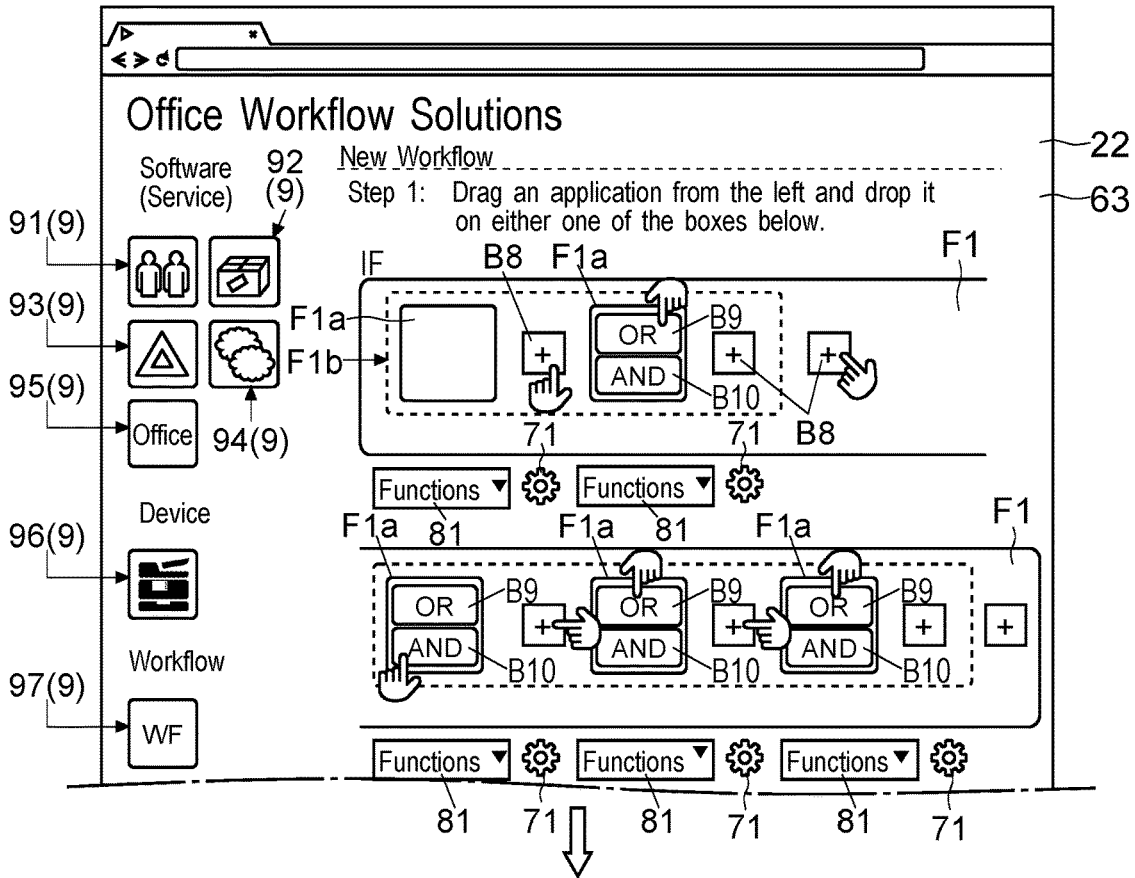 Office Workflow Solutions
22
Software
(Service)
92
(9)
New Workflow
63
Step 1: Drag an application from the left and drop it
on either one of the boxes below.
91(9)
IF
B8
F1a
F1
93(9)
F1a
F1b
+
OR
B9
AND
B10
+
+
B8
95(9)
Office
94(9)
71
71
Functions ▼
81
Functions ▼
81
Device
F1a
F1a
F1a
F1
96(9)
OR
B9
AND
B10
+
OR
B9
AND
B10
+
OR
B9
AND
B10
+
+
Workflow
97(9)
WF
Functions ▼
Functions ▼
Functions ▼
81
71
81
71
81
71